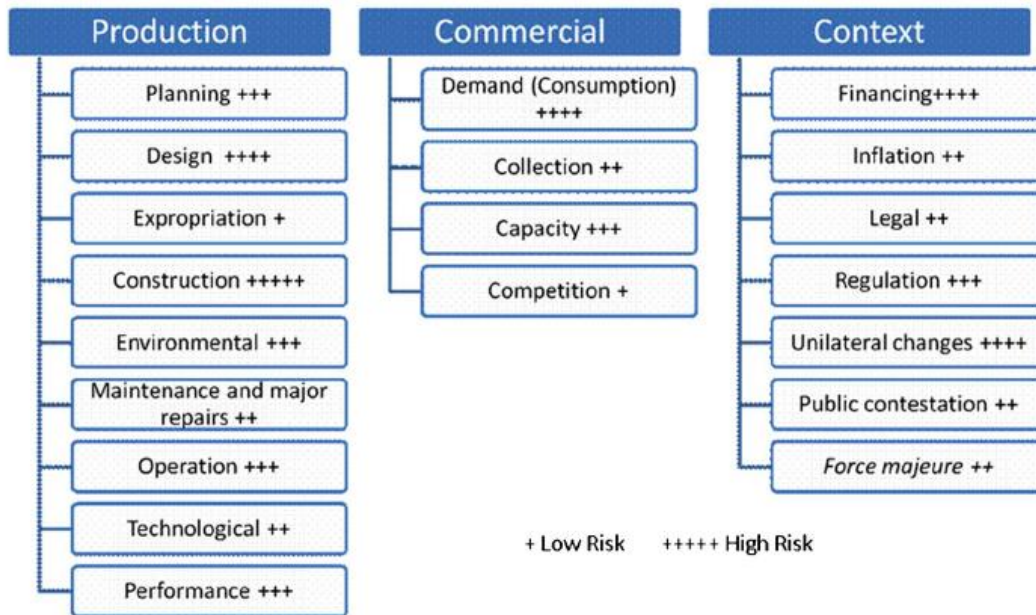 Production
Planning +++
Design ++++
Expropriation +
Construction +++++
Environmental +++
Maintenance and major
repairs ++
Operation +++
Technological ++
Performance +++
Commercial
Demand (Consumption)
++++
Collection ++
Capacity +++
Competition +
Context
Financing++++
Inflation ++
Legal ++
Regulation +++
Unilateral changes ++++
Public contestation ++
Force majeure ++
+ Low Risk +++++ High Risk